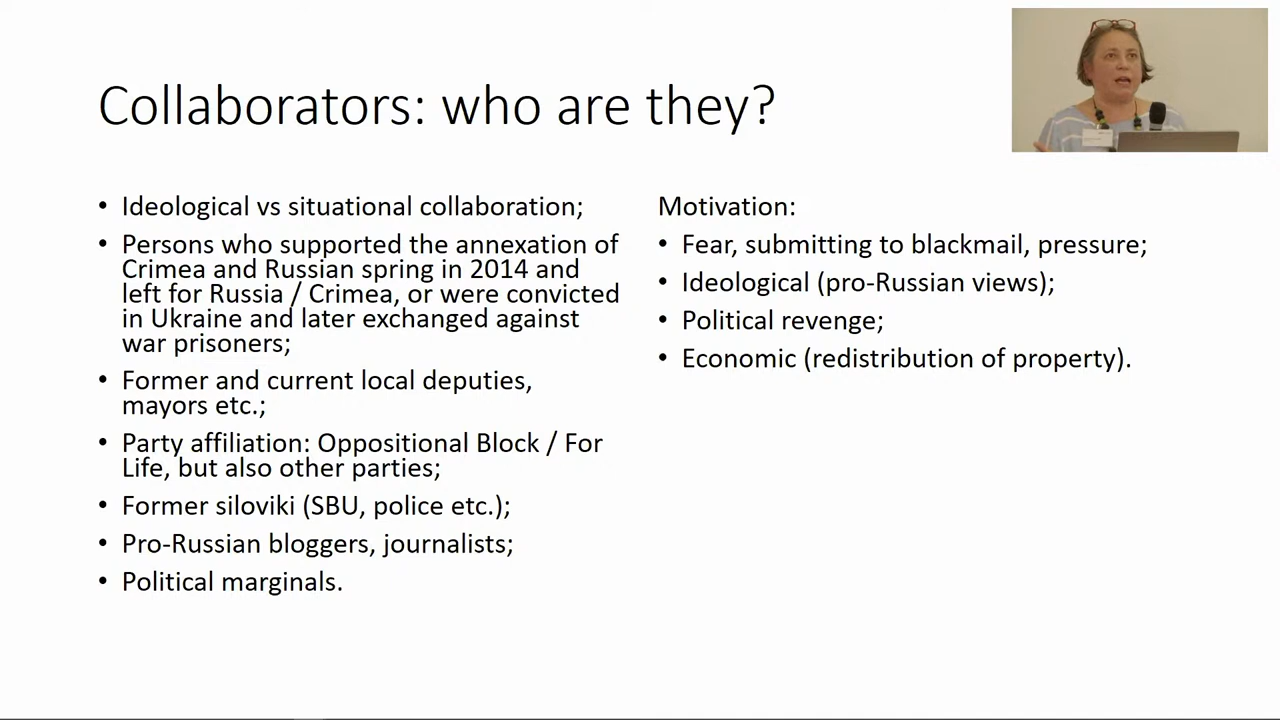 Collaborators: who are they?
• Ideological vs situational collaboration;
• Persons who supported the annexation of
Crimea and Russian spring in 2014 and
left for Russia / Crimea, or were convicted
in Ukraine and later exchanged against
war prisoners;
• Former and current local deputies,
mayors etc.;
• Party affiliation: Oppositional Block / For
Life, but also other parties;
• Former siloviki (SBU, police etc.);
• Pro-Russian bloggers, journalists;
• Political marginals.
Motivation:
• Fear, submitting to blackmail, pressure;
• Ideological (pro-Russian views);
• Political revenge;
• Economic (redistribution of property).